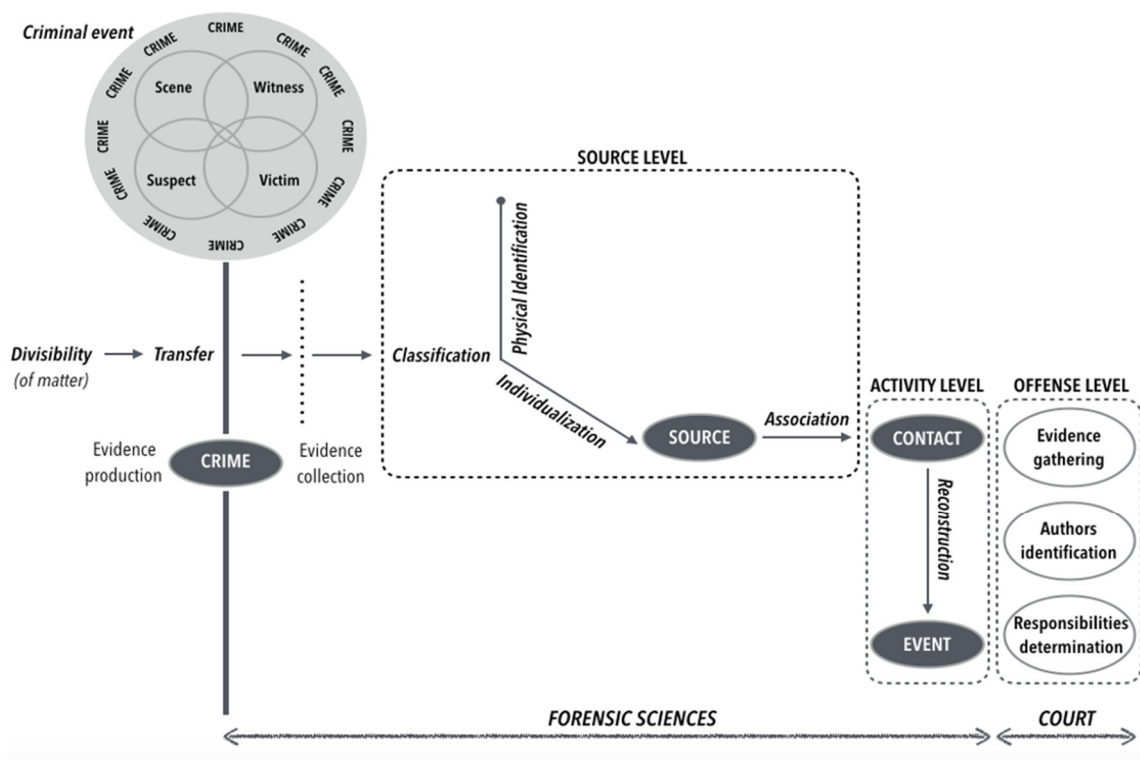 Criminal event
CRIME
CRIME
CRIME
CRIME
CRIME
CRIME
CRIME
CRIME
CRIME
CRIME
CRIME
CRIME
Scene
Witness
Suspect
Victim
SOURCE LEVEL
Physical Identification
Divisibility
(of matter)
Transfer
Classification
Individualization
SOURCE
Association
Evidence
production
CRIME
Evidence
collection
ACTIVITY LEVEL
CONTACT
Reconstruction
EVENT
OFFENSE LEVEL
Evidence
gathering
Authors
identification
Responsibilities
determination
FORENSIC SCIENCES
COURT